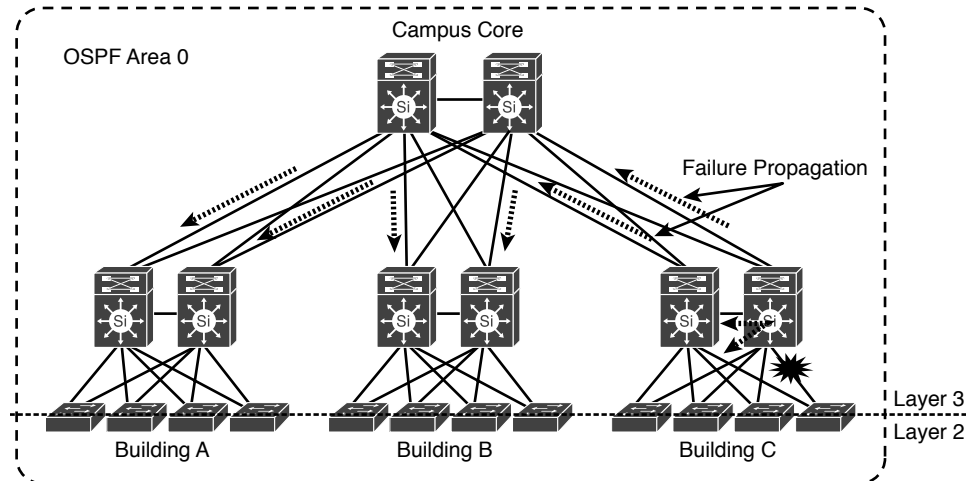 Campus Core
OSPF Area 0
Si
Si
Failure Propagation
Si
Si
Si
Si
Si
Si
Layer 3
Layer 2
Building A
Building B
Building C